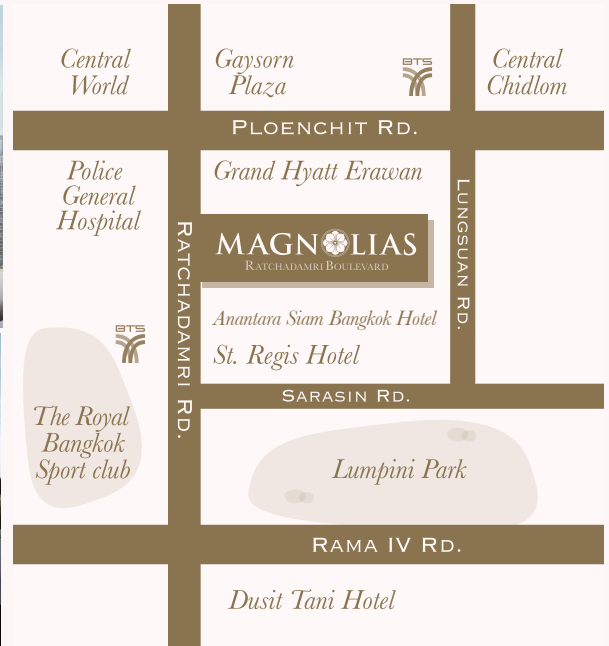 Central
World
Gaysorn
Plaza
BTS
Central
Chidlom
PLOENCHIT RD.
Police
General
Hospital
Grand Hyatt Erawan
LUNGSUAN RD.
RATCHADAMRI RD.
MAGNOLIAS
RATCHADAMRI BOULEVARD
Anantara Siam Bangkok Hotel
BTS
St. Regis Hotel
SARASIN RD.
The Royal
Bangkok
Sport club
Lumpini Park
RAMA IV RD.
Dusit Tani Hotel